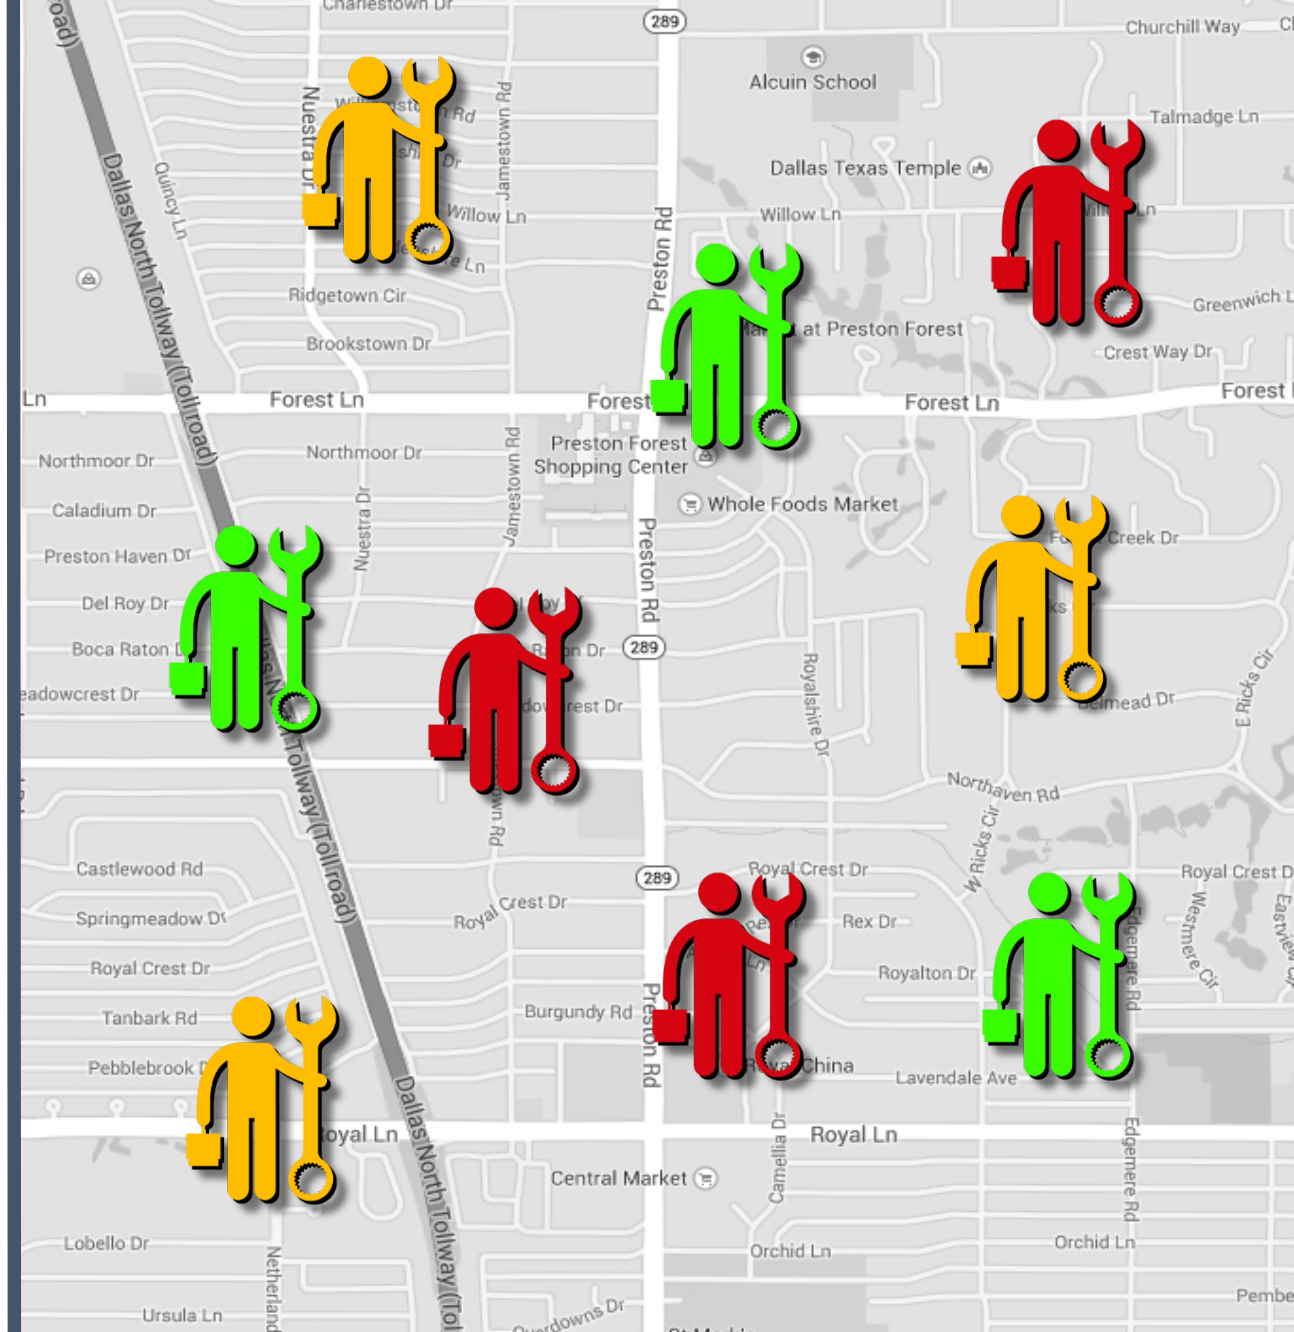 Charlestown Dr
289
Churchill Way
road)
Alcuin School
Talmadge Ln
Nuestra Dr
Jamestown Rd
Dallas North Tollway (Toll road)
Quincy Ln
Dallas Texas Temple
Willow Ln
Willow Ln
Preston Rd
Ridgetown Cir
Greenwich
at Preston Forest
Brookstown Dr
Crest Way Dr
Ln
Forest Ln
Forest
Forest Ln
Forest
Preston Forest
Shopping Center
Northmoor Dr
Northmoor Dr
Jamestown Rd
Caladium Dr
Nuestra Dr
Whole Foods Market
Preston Rd
Creek Dr
Preston Haven Dr
Del Roy Dr
Boca Raton
Dr
289
Royalshire Dr
E Ricks Cir
Dr
Belmead Dr
Tollway (Toll road)
Northaven Rd
W Ricks Cir
Castlewood Rd
289
Royal Crest Dr
Royal Crest D
Springmeadow Dr
Royal Crest Dr
Rex Dr
Edgemere Rd
Westmere Cir
Eastview
Royal Crest Dr
Royalton Dr
Tanbark Rd
Burgundy Rd
Preston Rd
Pebblebrook
China
Lavendale Ave
Dallas North Tollway (Tol
Royal Ln
Royal Ln
Camellia Dr
Edgemere Rd
Central Market
Lobello Dr
Netherland
Orchid Ln
Orchid Ln
Ursula Ln
Pembe